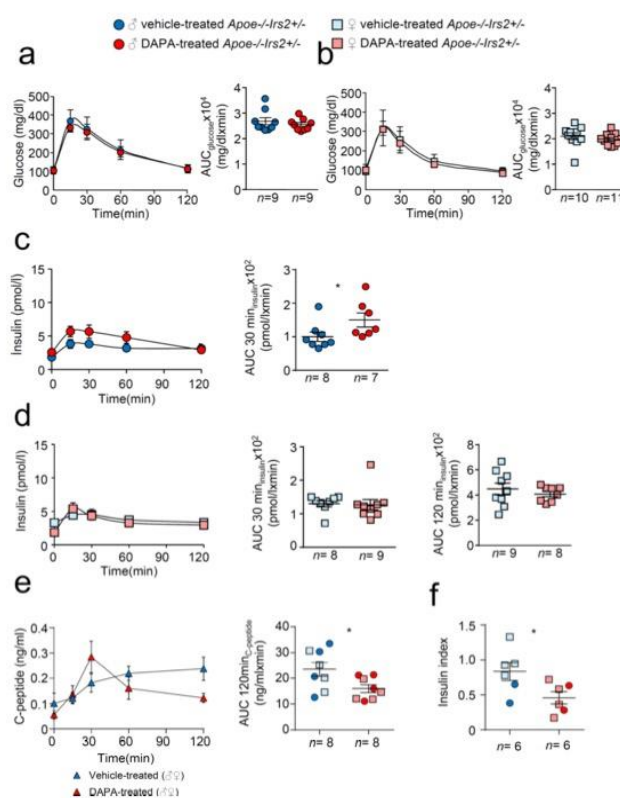 ♂ vehicle-treated Apoe-/-Irs2+/-
♀ vehicle-treated Apoe-/-Irs2+/-
♂ DAPA-treated Apoe-/-Irs2+/-
♀ DAPA-treated Apoe-/-Irs2+/-
a
Glucose (mg/dl)
500
400
300
200
100
0
0 30 60 90 120
Time(min)
AUCglucosex10⁴
(mg/dlxmin)
4
3
2
1
0
n=9 n=9
b
Glucose (mg/dl)
500
400
300
200
100
0
0 30 60 90 120
Time(min)
AUCglucosex10⁴
(mg/dlxmin)
4
3
2
1
0
n=10 n=11
c
Insulin (pmol/l)
15
10
5
0
0 30 60 90 120
Time(min)
AUC 30 mininsulinx10²
(pmol/lxmin)
3
2
1
0
*
n= 8 n= 7
d
Insulin (pmol/l)
15
10
5
0
0 30 60 90 120
Time(min)
AUC 30 mininsulinx10²
(pmol/lxmin)
3
2
1
0
n= 8 n= 9
AUC 120 mininsulinx10²
(pmol/lxmin)
8
6
4
2
0
n= 9 n= 8
e
C-peptide (ng/ml)
0.4
0.3
0.2
0.1
0
0 30 60 90 120
Time(min)
Vehicle-treated (♂♀)
DAPA-treated (♂♀)
AUC 120minC-peptide
(ng/mlxmin)
50
40
30
20
10
0
*
n= 8 n= 8
f
Insulin index
1.5
1.0
0.5
0.0
*
n= 6 n= 6